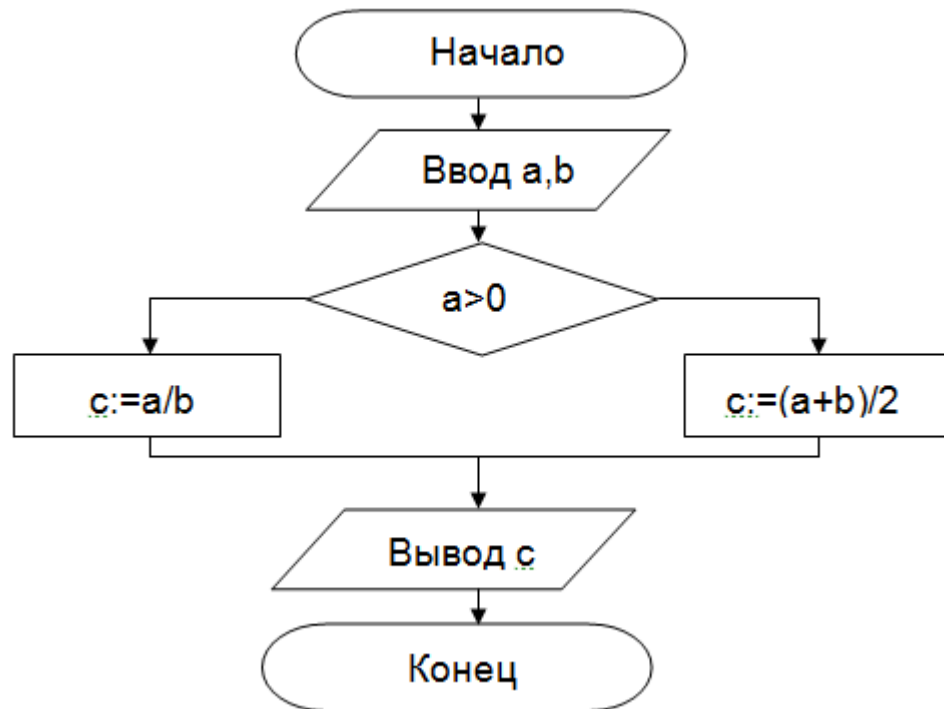 Начало
Ввод a,b
a>0
c:=a/b
c:=(a+b)/2
Вывод c
Конец